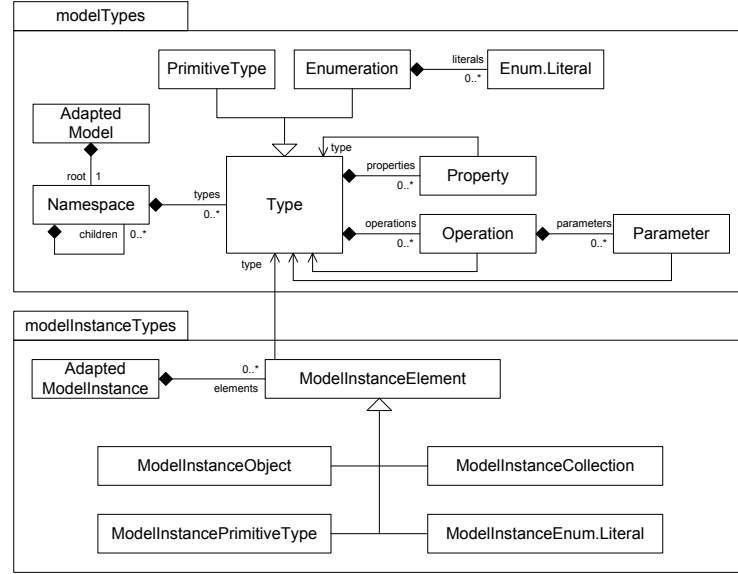 modelTypes
PrimitiveType
Enumeration
literals
0..*
Enum.Literal
Adapted
Model
root 1
Namespace
children
0..*
types
0..*
Type
type
properties
0..*
Property
operations
0..*
Operation
parameters
0..*
Parameter
type
modelInstanceTypes
Adapted
ModelInstance
0..*
elements
ModelInstanceElement
ModelInstanceObject
ModelInstanceCollection
ModelInstancePrimitiveType
ModelInstanceEnum.Literal